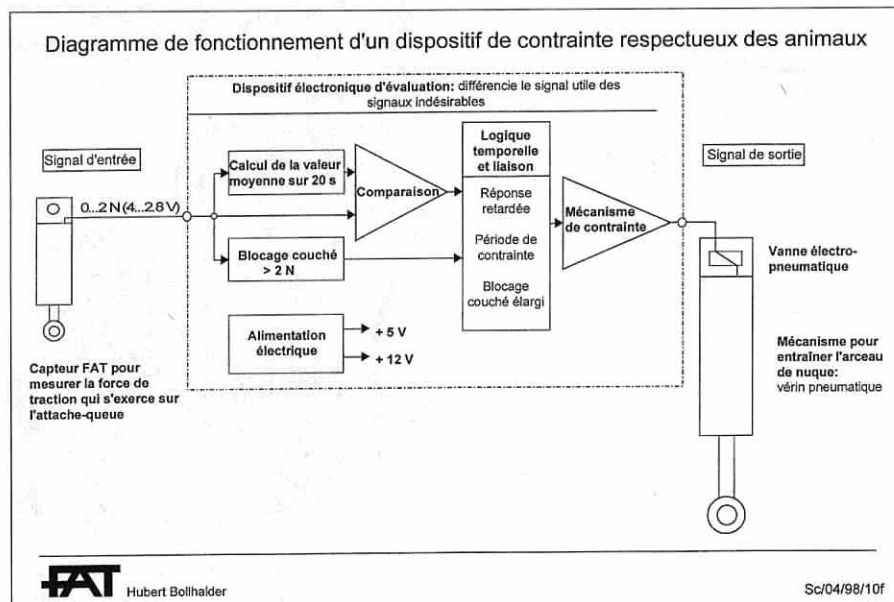 Diagramme de fonctionnement d'un dispositif de contrainte respectueux des animaux
Dispositif électronique d'évaluation: différencie le signal utile des
signaux indésirables
Signal d'entrée
0...2 N (4...2.8 V)
Calcul de la valeur
moyenne sur 20 s
Comparaison
Blocage couché
> 2 N
Alimentation
électrique
+ 5 V
+ 12 V
Logique
temporelle
et liaison
Réponse
retardée
Période de
contrainte
Blocage
couché élargi
Mécanisme
de contrainte
Signal de sortie
Vanne électro-
pneumatique
Mécanisme pour
entraîner l'arceau
de nuque:
vérin pneumatique
Capteur FAT pour
mesurer la force de
traction qui s'exerce sur
l'attache-queue
FAT
Hubert Bollhalder
Sc/04/98/10f